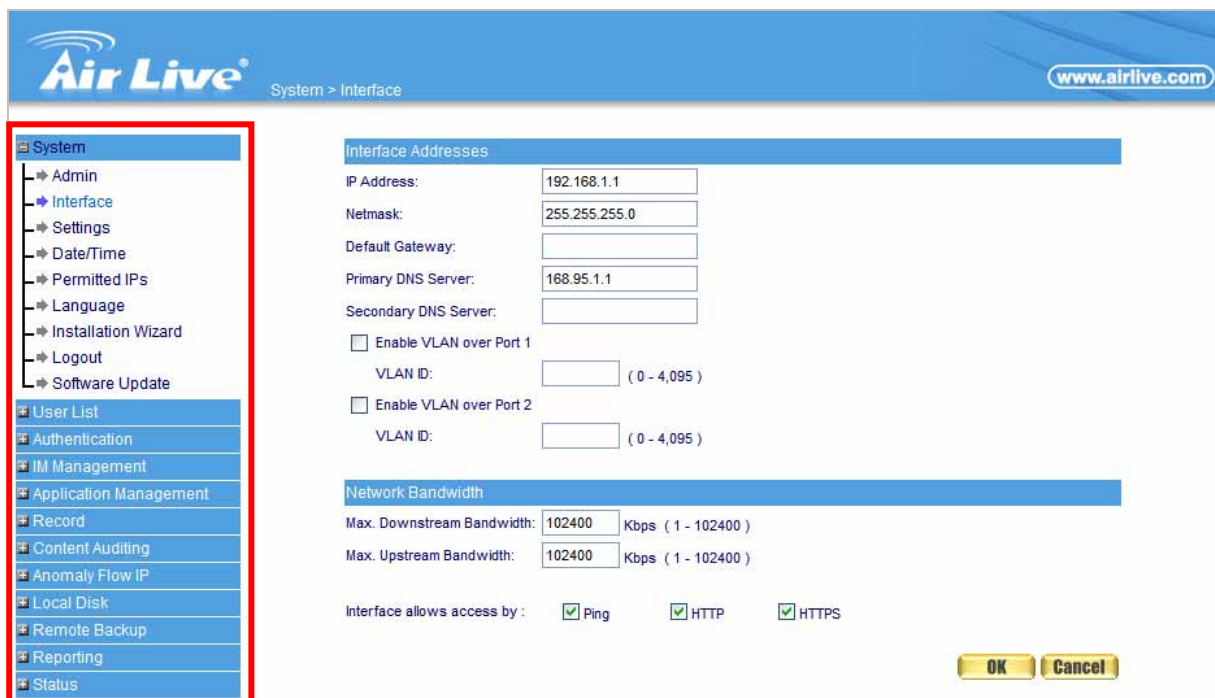 Air Live®
System > Interface
www.airlive.com
System
Admin
Interface
Settings
Date/Time
Permitted IPs
Language
Installation Wizard
Logout
Software Update
User List
Authentication
IM Management
Application Management
Record
Content Auditing
Anomaly Flow IP
Local Disk
Remote Backup
Reporting
Status
Interface Addresses
IP Address: 192.168.1.1
Netmask: 255.255.255.0
Default Gateway:
Primary DNS Server: 168.95.1.1
Secondary DNS Server:
Enable VLAN over Port 1
VLAN ID: ( 0 - 4,095 )
Enable VLAN over Port 2
VLAN ID: ( 0 - 4,095 )
Network Bandwidth
Max. Downstream Bandwidth: 102400 Kbps ( 1 - 102400 )
Max. Upstream Bandwidth: 102400 Kbps ( 1 - 102400 )
Interface allows access by : Ping HTTP HTTPS
OK Cancel